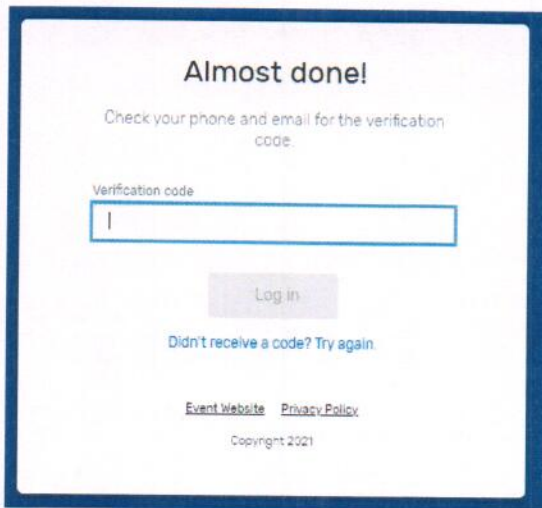 Almost done!
Check your phone and email for the verification
code.
Verification code
Log in
Didn't receive a code? Try again.
Event Website Privacy Policy
Copyright 2021